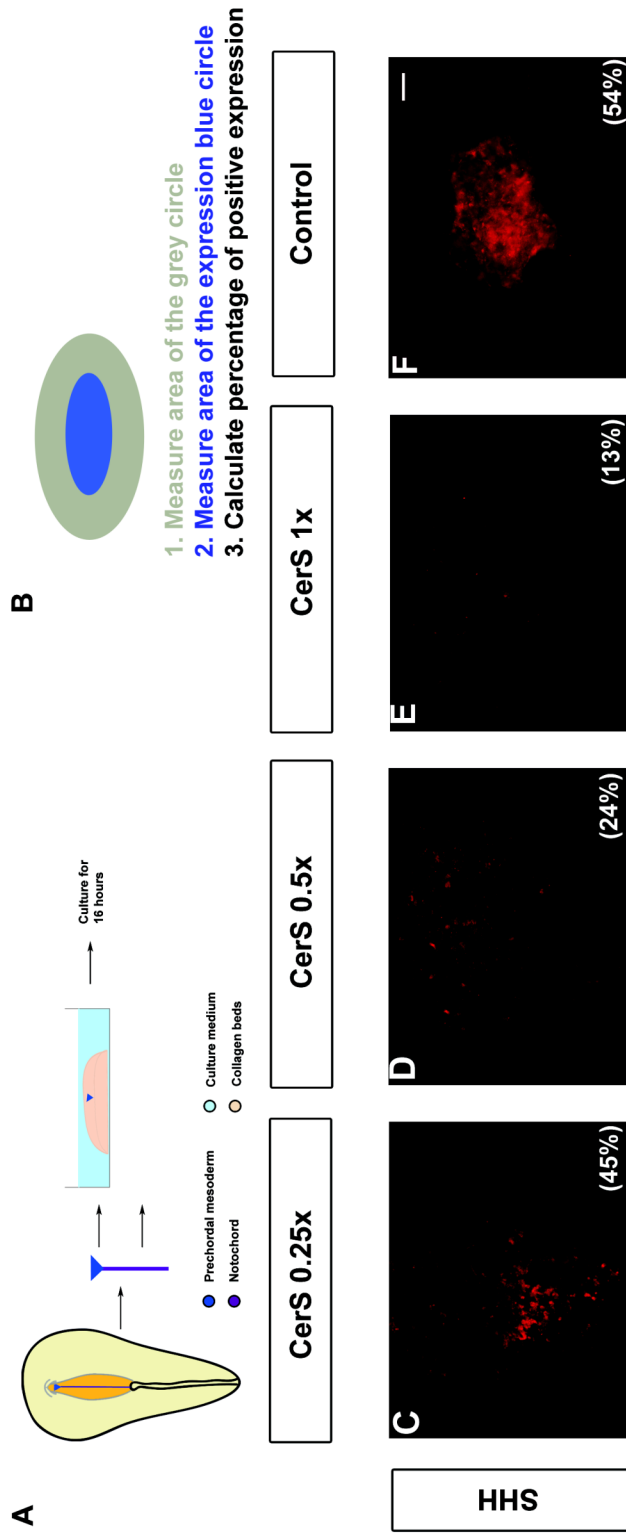 A
Culture for
16 hours
Prechordal mesoderm
Notochord
Culture medium
Collagen beds
B
1. Measure area of the grey circle
2. Measure area of the expression blue circle
3. Calculate percentage of positive expression
CerS 0.25x
CerS 0.5x
CerS 1x
Control
SHH
C
(45%)
D
(24%)
E
(13%)
F
(54%)